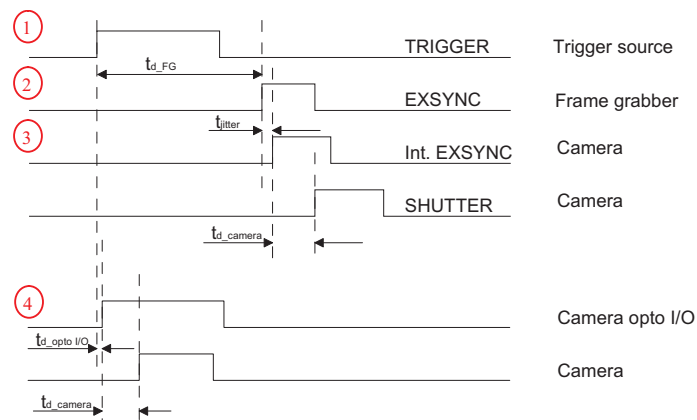 1
TRIGGER Trigger source
td_FG
2
EXSYNC Frame grabber
tjitter
3
Int. EXSYNC Camera
SHUTTER Camera
td_camera
4
Camera opto I/O
td_opto I/O
Camera
td_camera